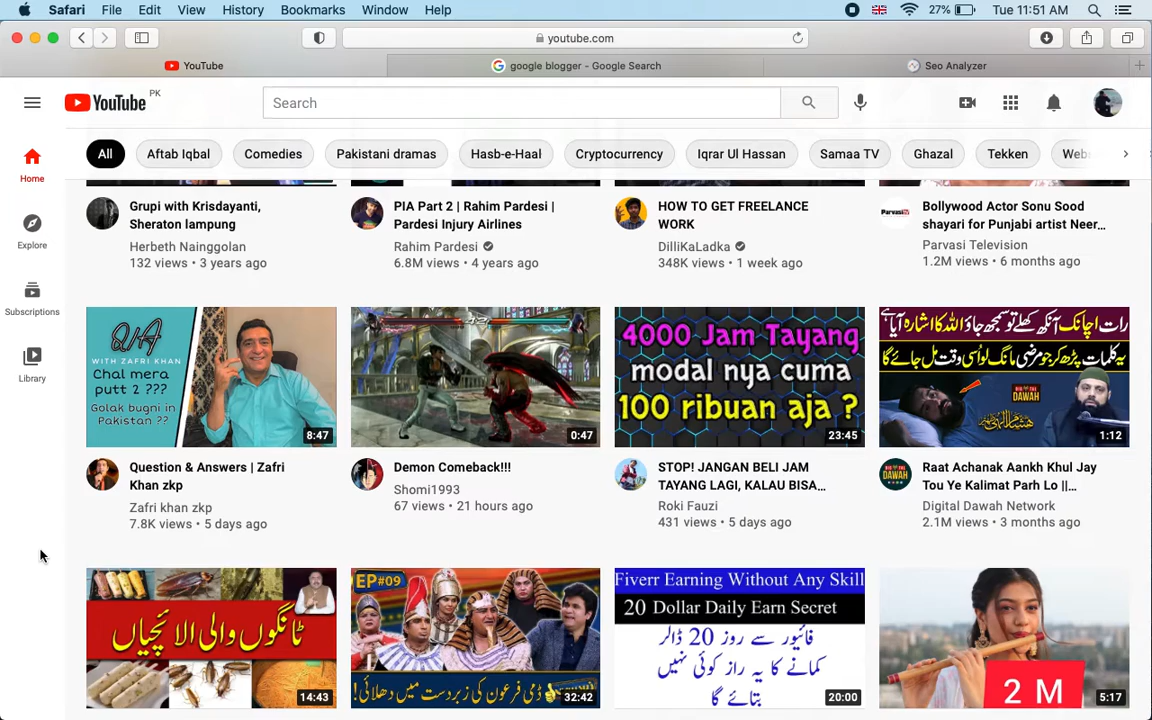 Safari File Edit View History Bookmarks Window Help 27% Tue 11:51 AM
youtube.com
YouTube google blogger - Google Search Seo Analyzer
YouTube PK Search
All Aftab Iqbal Comedies Pakistani dramas Hasb-e-Haal Cryptocurrency Iqrar Ul Hassan Samaa TV Ghazal Tekken Web
Home
Explore
Subscriptions
Library
Grupi with Krisdayanti,
Sheraton lampung
Herbeth Nainggolan
132 views • 3 years ago
PIA Part 2 | Rahim Pardesi |
Pardesi Injury Airlines
Rahim Pardesi
6.8M views • 4 years ago
HOW TO GET FREELANCE
WORK
DilliKaLadka
348K views • 1 week ago
Parvasi
Bollywood Actor Sonu Sood
shayari for Punjabi artist Neer...
Parvasi Television
1.2M views • 6 months ago
Q&A
WITH ZAFRI KHAN
Chal mera
putt 2 ???
Golak bugni in
Pakistan ??
8:47
Question & Answers | Zafri
Khan zkp
Zafri khan zkp
7.8K views • 5 days ago
0:47
Demon Comeback!!!
Shomi1993
67 views • 21 hours ago
4000 Jam Tayang
modal nya cuma
100 ribuan aja ?
23:45
STOP! JANGAN BELI JAM
TAYANG LAGI, KALAU BISA...
Roki Fauzi
431 views • 5 days ago
رات اچانک آنکھ کھلے تو سمجھ جاؤ اللہ کا اشارہ آیا ہے
یہ کلمات پڑھ کر جو مرضی مانگ لو اسی وقت مل جائے گا
DAWAH
1:12
Raat Achanak Aankh Khul Jay
Tou Ye Kalimat Parh Lo ||...
Digital Dawah Network
2.1M views • 3 months ago
ٹانگوں والی الائچیاں
14:43
EP#09
ڈمی فرعون کی زبردست میں دھلائی!
32:42
Fiverr Earning Without Any Skill
20 Dollar Daily Earn Secret
فائیور سے روز 20 ڈالر
کمانے کا یہ راز کوئی نہیں
بتائے گا
20:00
2 M
5:17